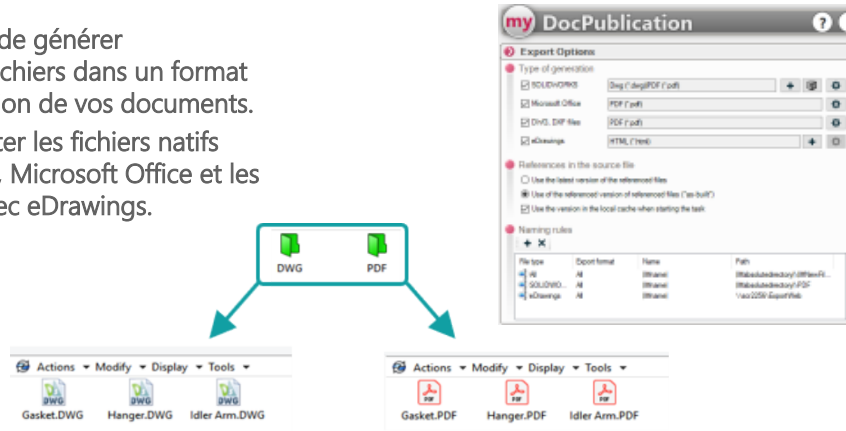 de générer
chiers dans un format
on de vos documents.
ter les fichiers natifs
, Microsoft Office et les
ec eDrawings.
my DocPublication ?
Export Options
Type of generation
SOLIDWORKS Dwg (*.dwg)PDF (*.pdf)
Microsoft Office PDF (*.pdf)
DWG, DXF files PDF (*.pdf)
eDrawings HTML (*.html)
References in the source file
Use the latest version of the referenced files
Use of the referenced version of referenced files ("as-built")
Use the version in the local cache when starting the task
Naming rules
File type Export format Name Path
All All
SOLIDWO... All
eDrawings All
DWG PDF
Actions Modify Display Tools
Gasket.DWG Hanger.DWG Idler Arm.DWG
Actions Modify Display Tools
Gasket.PDF Hanger.PDF Idler Arm.PDF